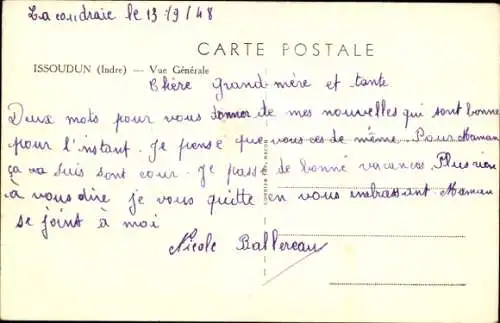 La coudraie le 13/9/48
CARTE POSTALE
ISSOUDUN (Indre) — Vue Générale
Chère Grand mère et tante
Deux mots pour vous donner de mes nouvelles qui sont bonne
pour l'instant. Je pense que vous ces de même. Pour Maman
ça va suis sont cour. Je pass de bonne vacances. Plus rien
à vous dire je vous quitte en vous embrassant Maman
se joint à moi
Nicole Ballereau